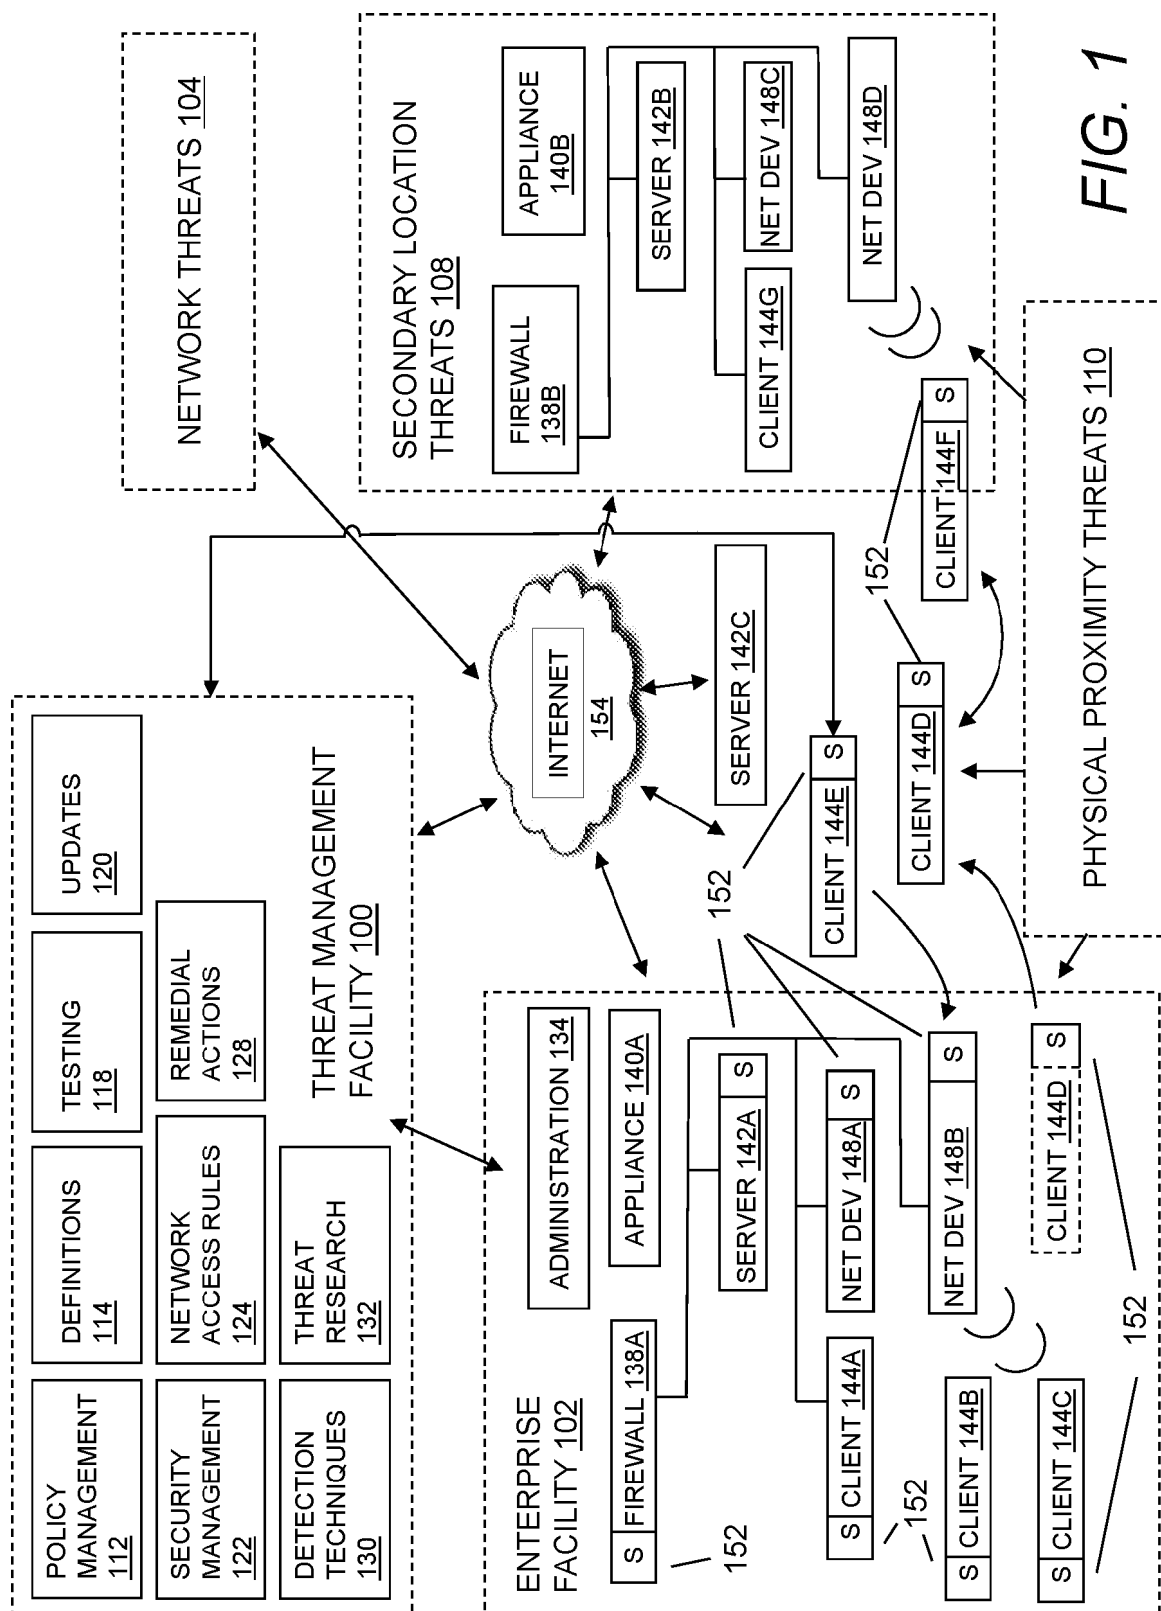 POLICY
MANAGEMENT
112
DEFINITIONS
114
TESTING
118
UPDATES
120
SECURITY
MANAGEMENT
122
NETWORK
ACCESS RULES
124
REMEDIAL
ACTIONS
128
DETECTION
TECHNIQUES
130
THREAT
RESEARCH
132
THREAT MANAGEMENT
FACILITY 100
NETWORK THREATS 104
INTERNET
154
SECONDARY LOCATION
THREATS 108
FIREWALL
138B
APPLIANCE
140B
SERVER 142B
CLIENT 144G
NET DEV 148C
NET DEV 148D
SERVER 142C
ENTERPRISE
FACILITY 102
ADMINISTRATION 134
S
FIREWALL 138A
APPLIANCE 140A
152
SERVER 142A
S
152
S
CLIENT 144A
NET DEV 148A
S
CLIENT 144E
S
152
S
CLIENT 144B
NET DEV 148B
S
CLIENT 144D
S
152
CLIENT 144F
S
S
CLIENT 144C
CLIENT 144D
S
152
PHYSICAL PROXIMITY THREATS 110
FIG. 1